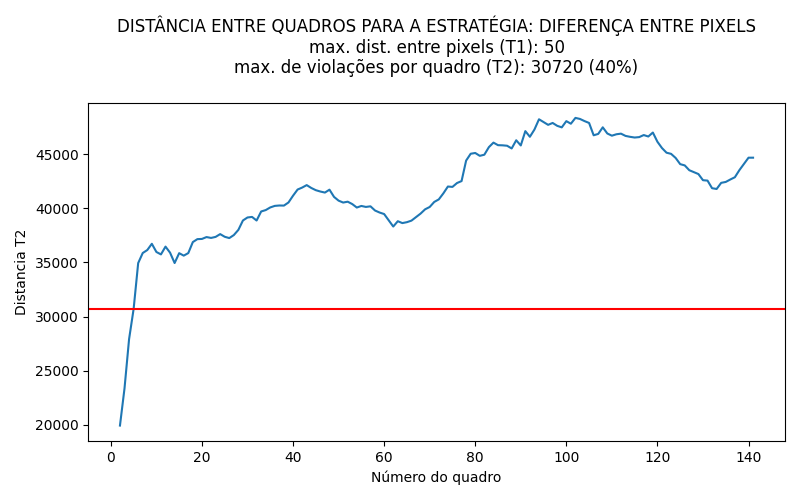 DISTÂNCIA ENTRE QUADROS PARA A ESTRATÉGIA: DIFERENÇA ENTRE PIXELS
max. dist. entre pixels (T1): 50
max. de violações por quadro (T2): 30720 (40%)
Distancia T2
45000
40000
35000
30000
25000
20000
0 20 40 60 80 100 120 140
Número do quadro